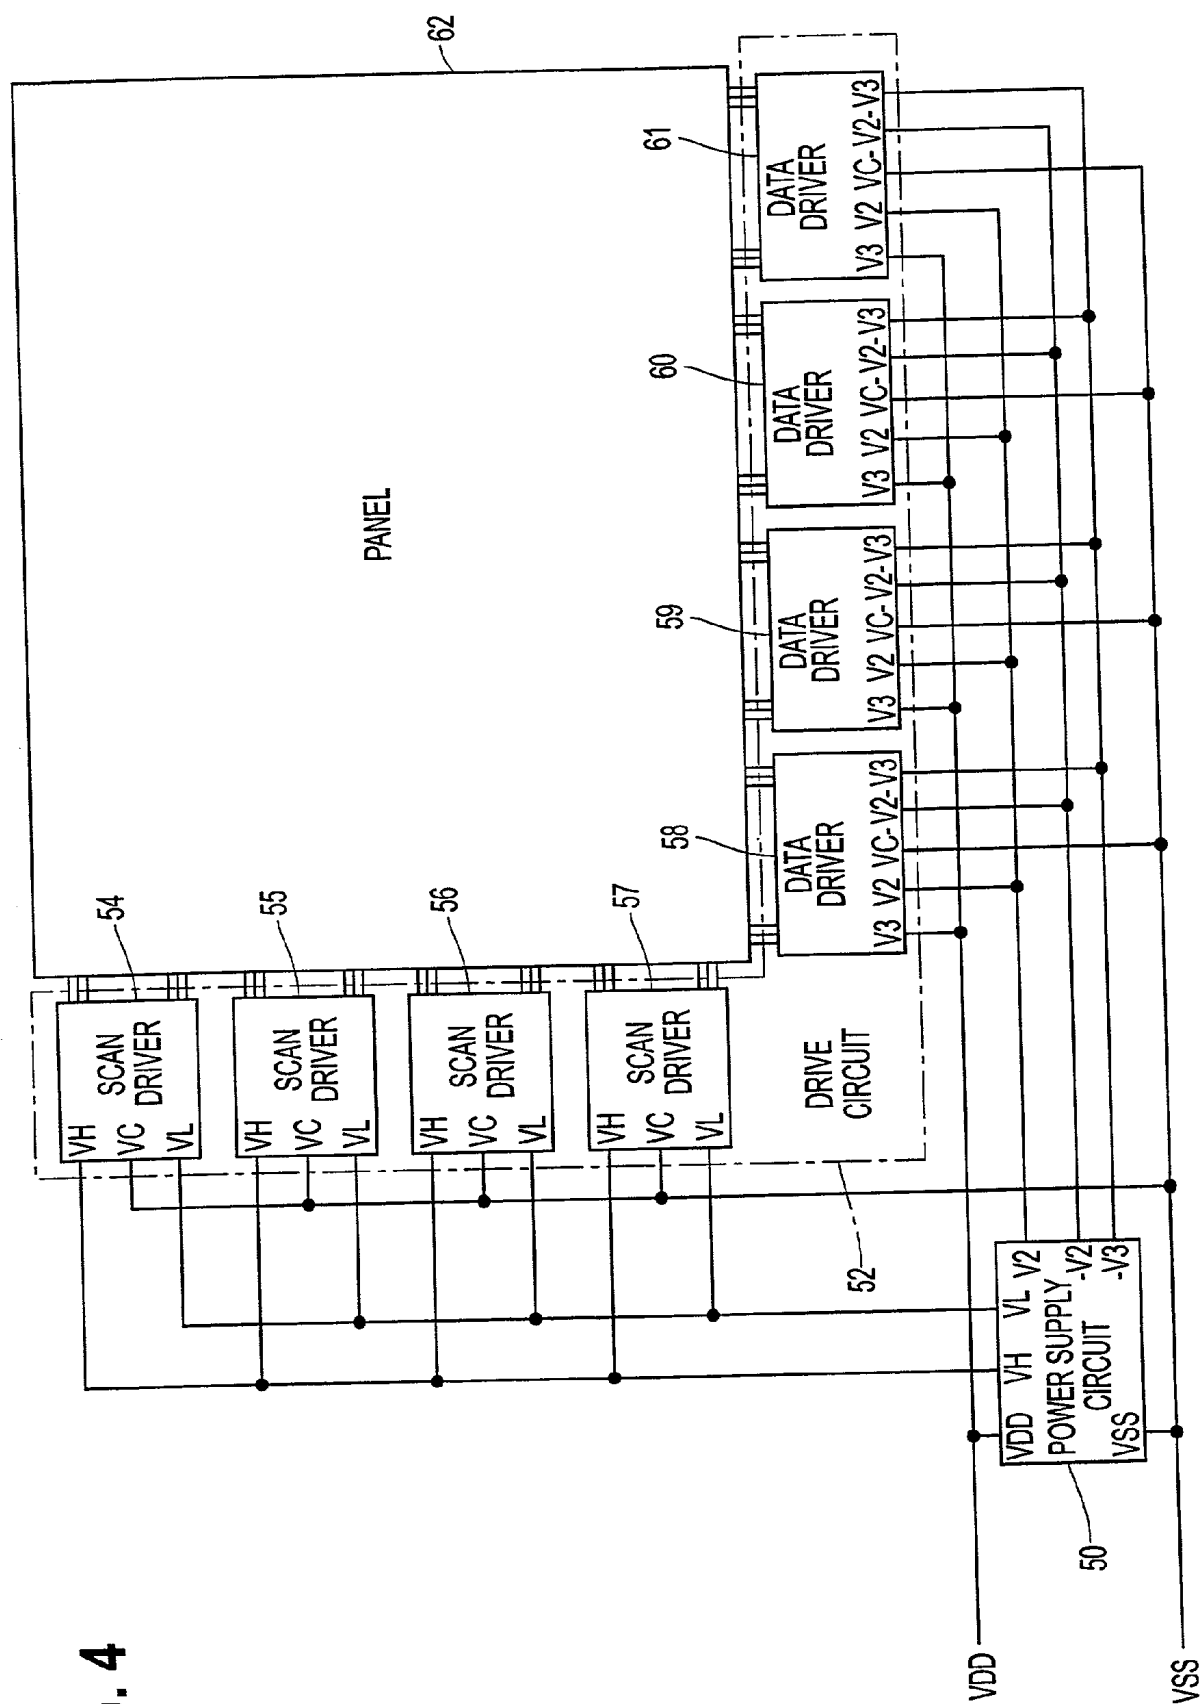 . 4
54
SCAN
DRIVER
VH
VC
VL
55
SCAN
DRIVER
VH
VC
VL
56
SCAN
DRIVER
VH
VC
VL
57
SCAN
DRIVER
VH
VC
VL
PANEL
62
DRIVE
CIRCUIT
52
58
DATA
DRIVER
V3 V2 VC -V2 -V3
59
DATA
DRIVER
V3 V2 VC -V2 -V3
60
DATA
DRIVER
V3 V2 VC -V2 -V3
61
DATA
DRIVER
V3 V2 VC -V2 -V3
VDD VH VL V2
POWER SUPPLY
CIRCUIT
-V2
-V3
VSS
50
VDD
VSS